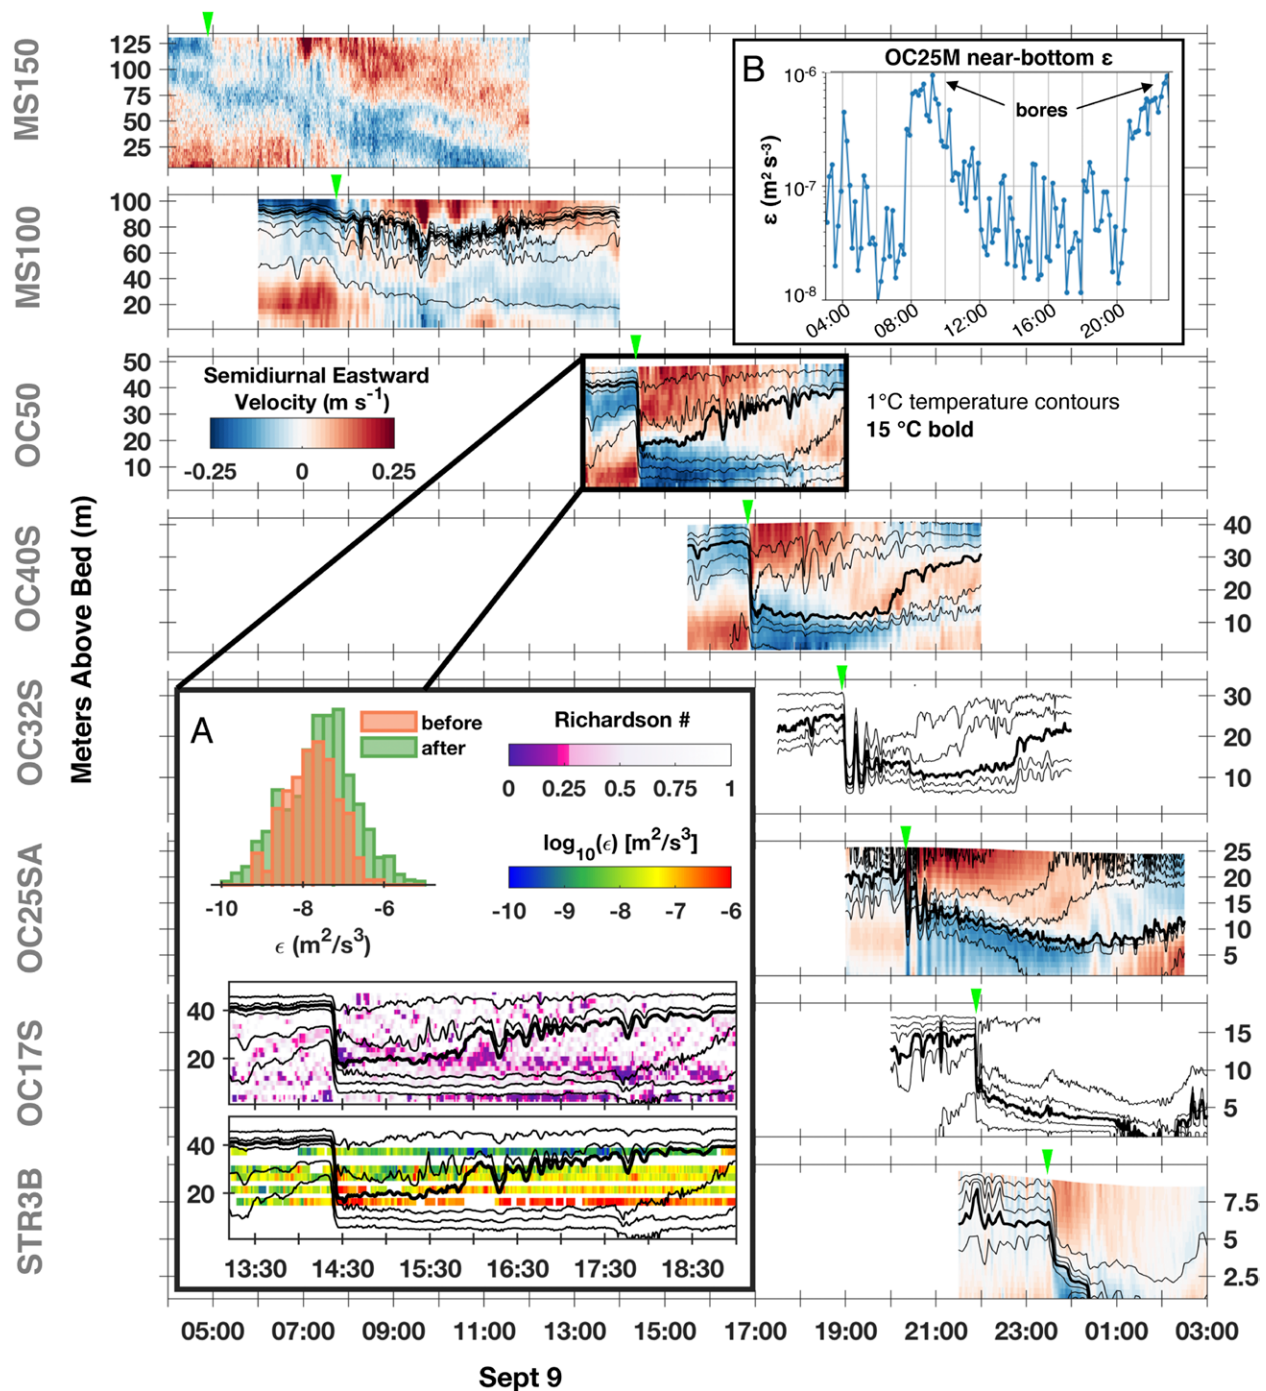 MS150
125
100
75
50
25
B
OC25M near-bottom ε
10-6
10-7
10-8
ε (m2 s-3)
bores
04:00 08:00 12:00 16:00 20:00
MS100
100
80
60
40
20
OC50
50
40
30
20
10
Semidiurnal Eastward
Velocity (m s-1)
-0.25 0 0.25
1°C temperature contours
15 °C bold
Meters Above Bed (m)
OC40S
40
30
20
10
OC32S
30
20
10
A
before
after
Richardson #
0 0.25 0.5 0.75 1
log10(ϵ) [m2/s3]
-10 -9 -8 -7 -6
-10 -8 -6
ϵ (m2/s3)
OC25SA
25
20
15
10
5
40
20
OC17S
15
10
5
40
20
13:30 14:30 15:30 16:30 17:30 18:30
STR3B
7.5
5
2.5
05:00 07:00 09:00 11:00 13:00 15:00 17:00 19:00 21:00 23:00 01:00 03:00
Sept 9